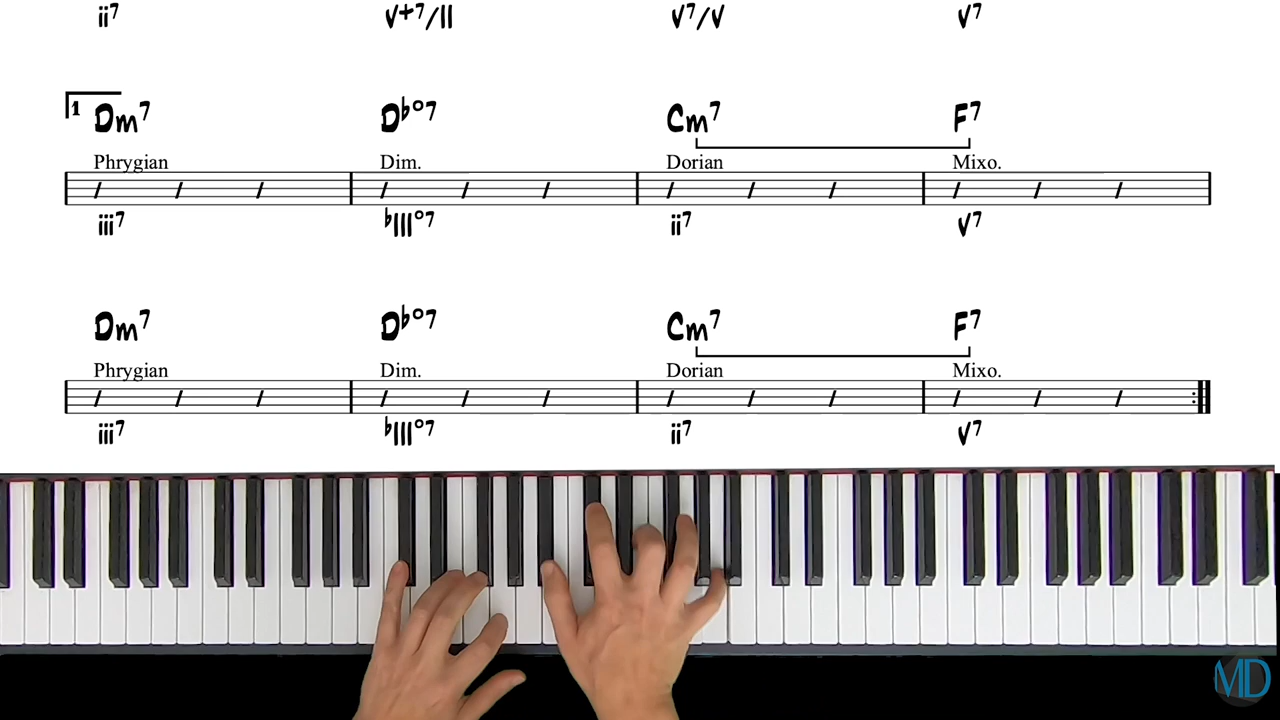 ii7 V+7/II V7/V V7
1 Dm7 D♭°7 Cm7 F7
Phrygian Dim. Dorian Mixo.
iii7 ♭III°7 ii7 V7
Dm7 D♭°7 Cm7 F7
Phrygian Dim. Dorian Mixo.
iii7 ♭III°7 ii7 V7
MD